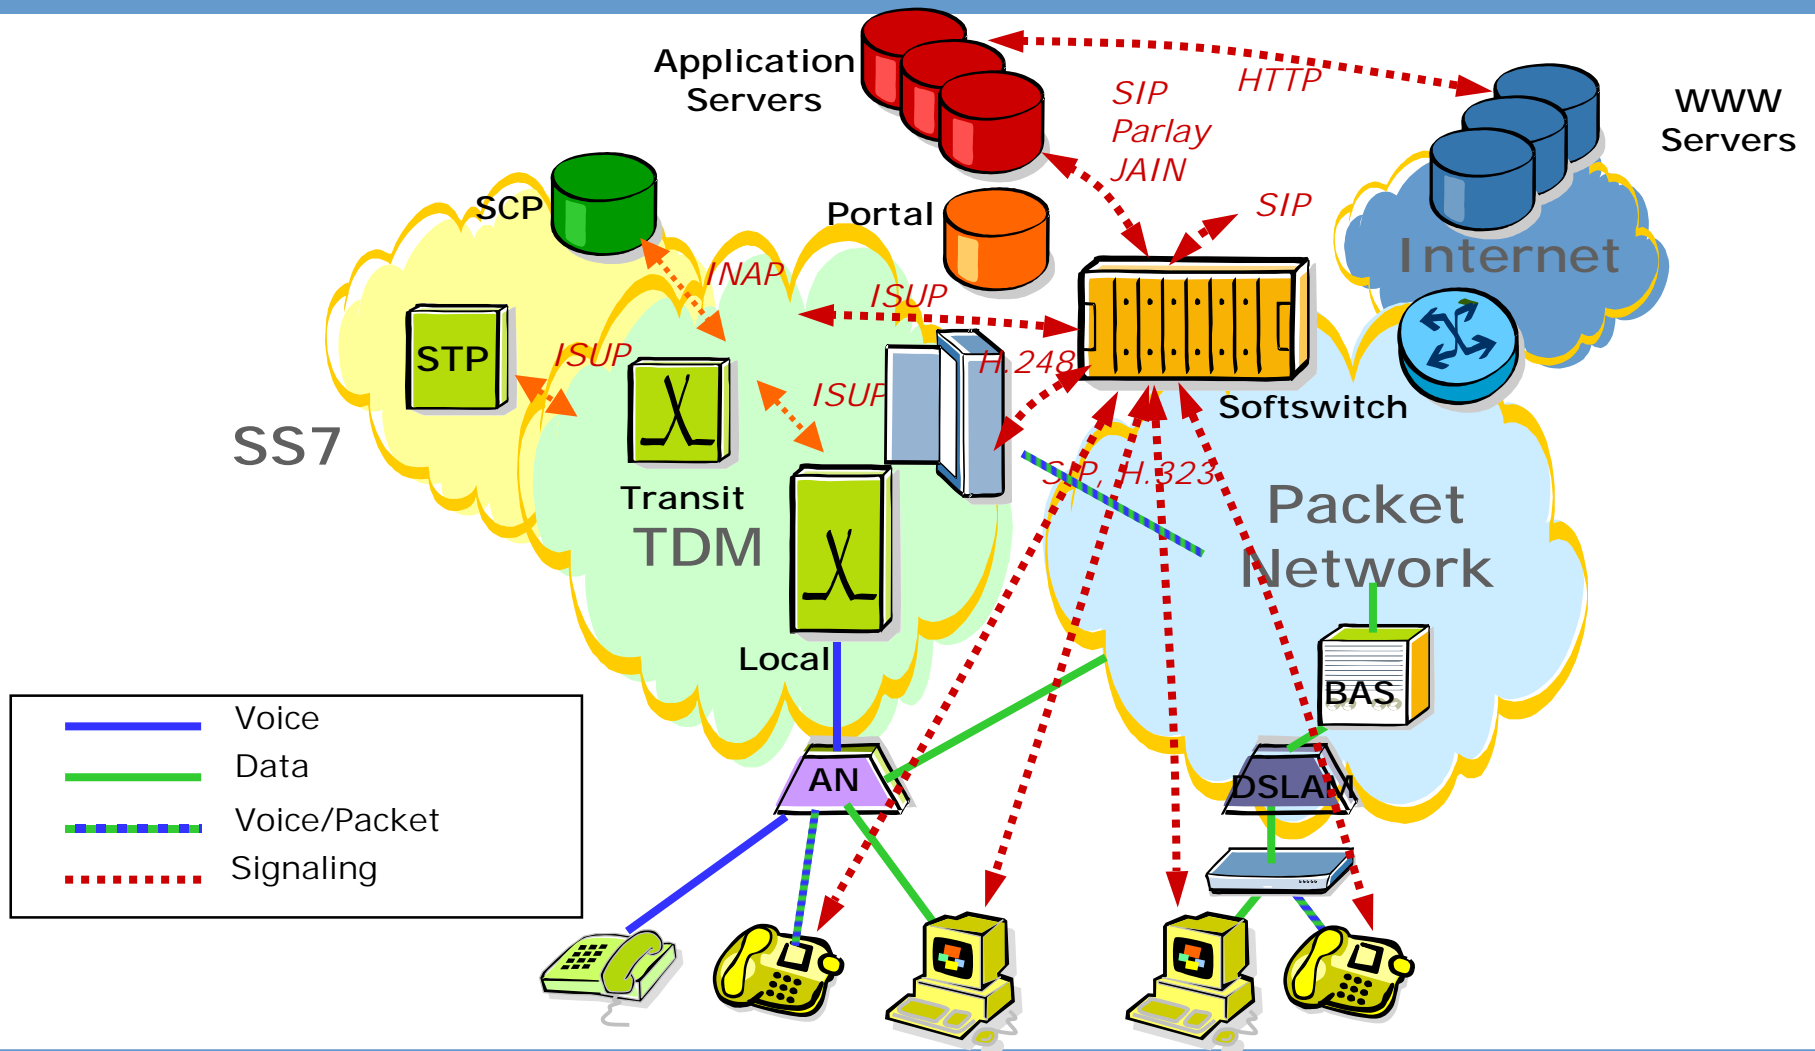 Application
Servers
HTTP
SIP
Parlay
JAIN
WWW
Servers
SCP
Portal
SIP
INAP
ISUP
Internet
STP
ISUP
ISUP
H.248
Softswitch
SS7
SIP, H.323
Transit
TDM
Packet
Network
Local
BAS
AN
DSLAM
Voice
Data
Voice/Packet
Signaling